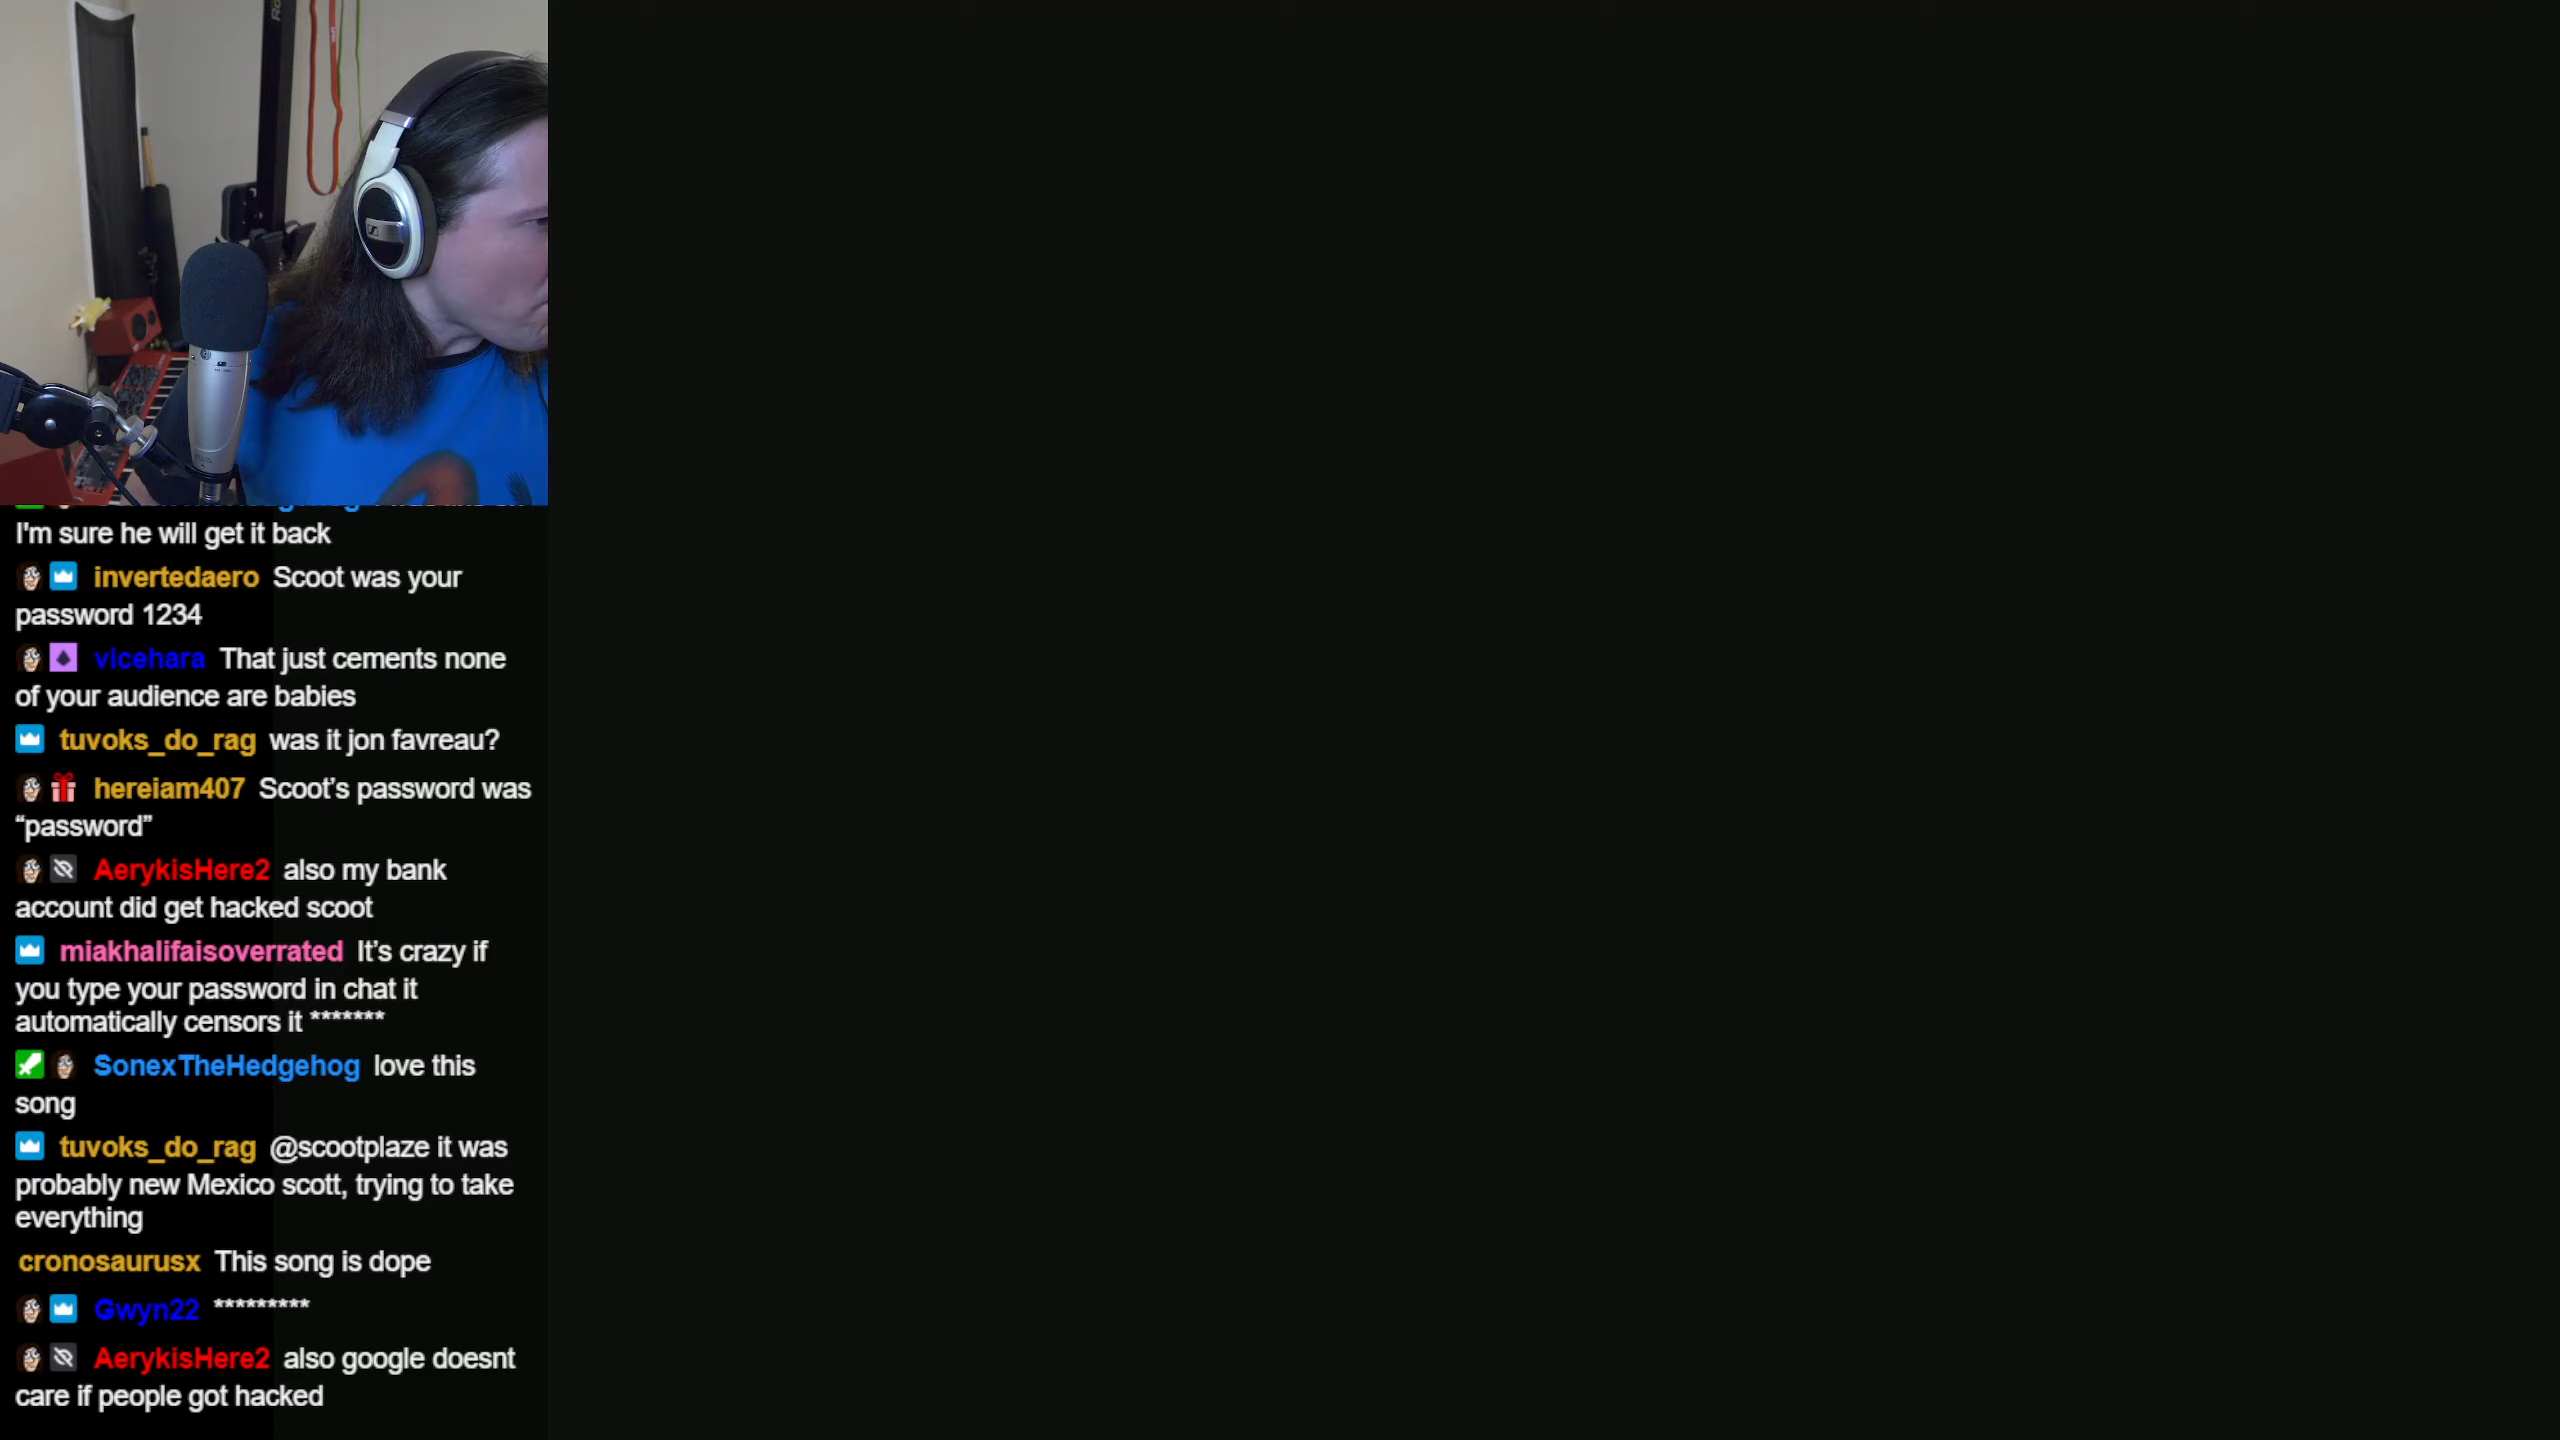 I'm sure he will get it back
invertedaero Scoot was your
password 1234
vicehara That just cements none
of your audience are babies
tuvoks_do_rag was it jon favreau?
hereiam407 Scoot’s password was
“password”
AerykisHere2 also my bank
account did get hacked scoot
miakhalifaisoverrated It’s crazy if
you type your password in chat it
automatically censors it *******
SonexTheHedgehog love this
song
tuvoks_do_rag @scootplaze it was
probably new Mexico scott, trying to take
everything
cronosaurusx This song is dope
Gwyn22 *********
AerykisHere2 also google doesnt
care if people got hacked